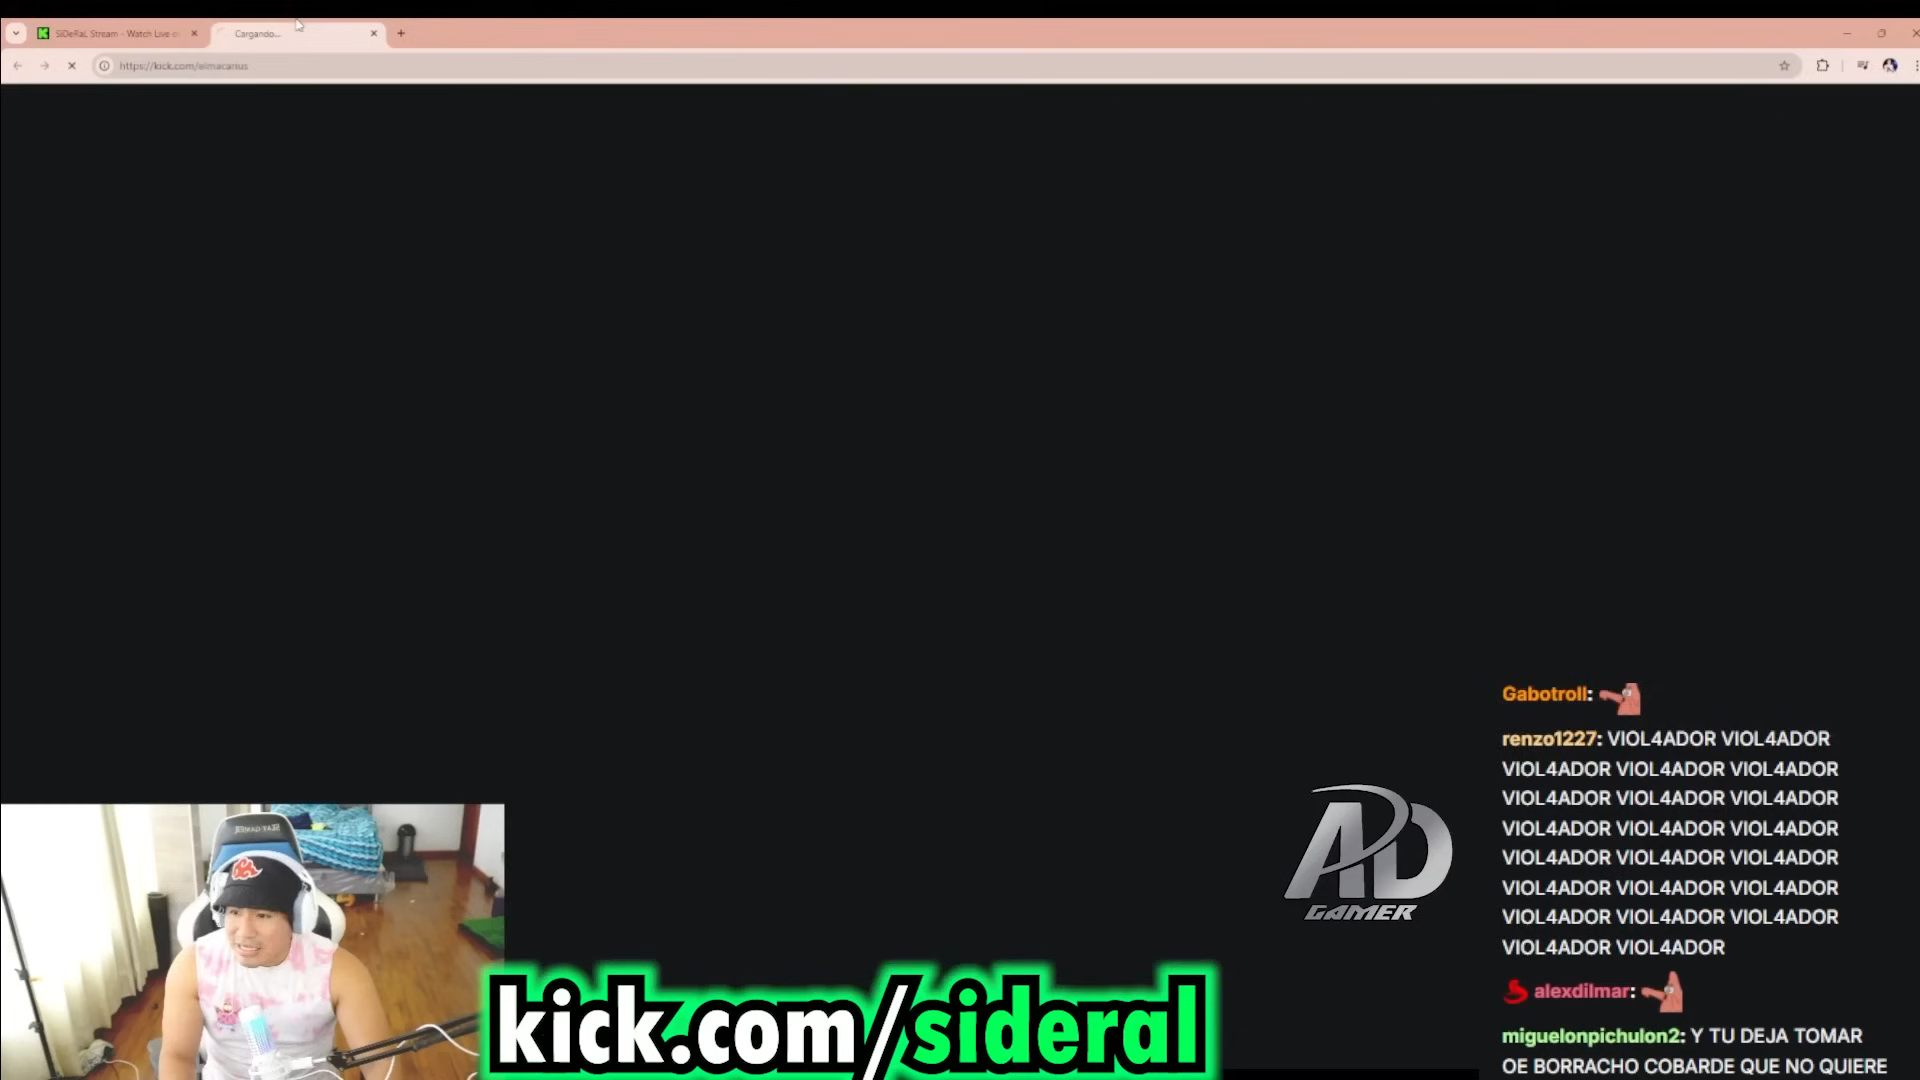 SiDeRaL Stream - Watch Live o
Cargando...
https://kick.com/elmacarius
Gabotroll:
renzo1227: VIOL4ADOR VIOL4ADOR
VIOL4ADOR VIOL4ADOR VIOL4ADOR
VIOL4ADOR VIOL4ADOR VIOL4ADOR
VIOL4ADOR VIOL4ADOR VIOL4ADOR
VIOL4ADOR VIOL4ADOR VIOL4ADOR
VIOL4ADOR VIOL4ADOR VIOL4ADOR
VIOL4ADOR VIOL4ADOR VIOL4ADOR
VIOL4ADOR VIOL4ADOR
alexdilmar:
miguelonpichulon2: Y TU DEJA TOMAR
OE BORRACHO COBARDE QUE NO QUIERE
AD
GAMER
kick.com/sideral